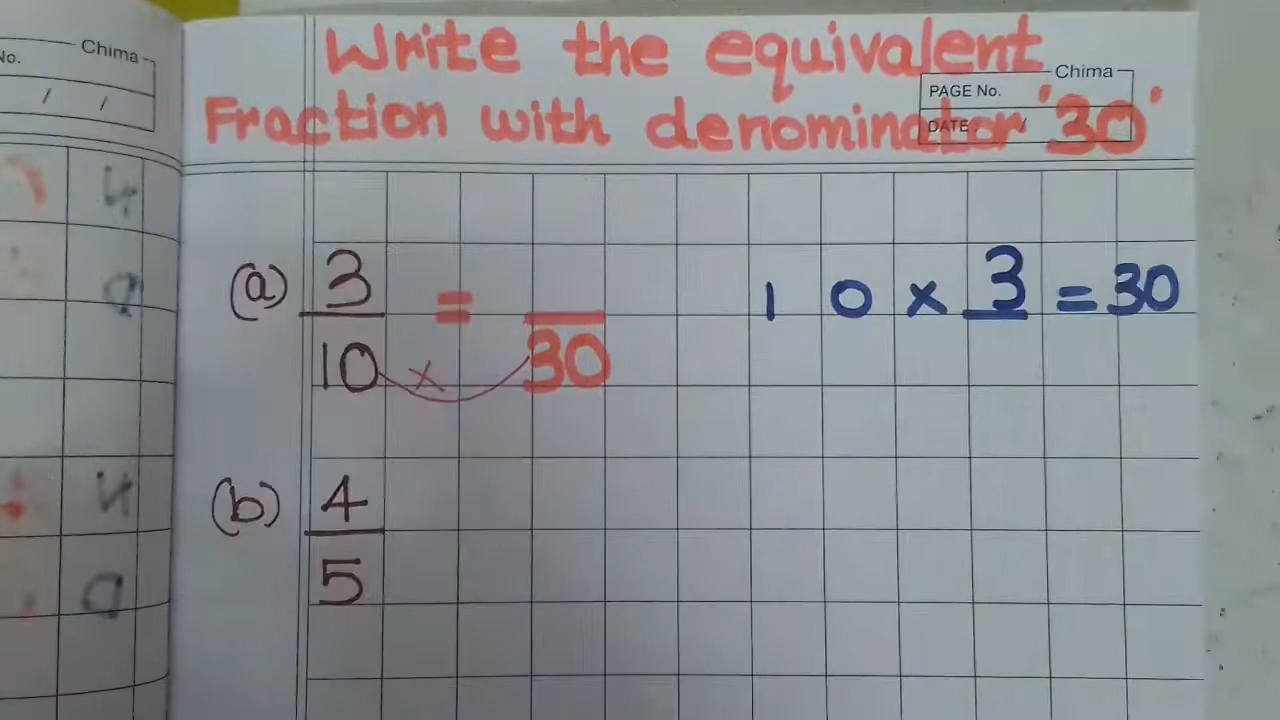 No.
Chima
/ /
Write the equivalent
Chima
PAGE No.
Fraction with denominator '30'
DATE : /
(a) 3/10 × = __/30
10 × 3 = 30
(b) 4/5